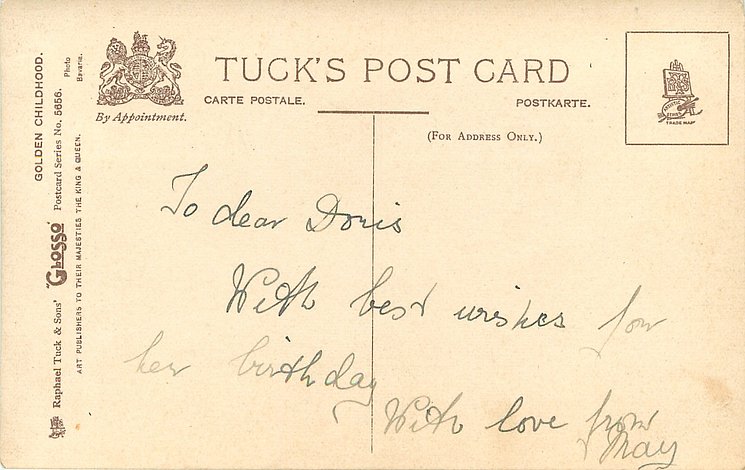 TUCK'S POST CARD
CARTE POSTALE.
POSTKARTE.
By Appointment.
(FOR ADDRESS ONLY.)
TRADE MARK
To dear Doris
With best wishes for
her birthday
With love from
May
GOLDEN CHILDHOOD.
Photo
Bavaria.
Raphael Tuck & Sons' "GLOSSO" Postcard Series No. 5656.
ART PUBLISHERS TO THEIR MAJESTIES THE KING & QUEEN.